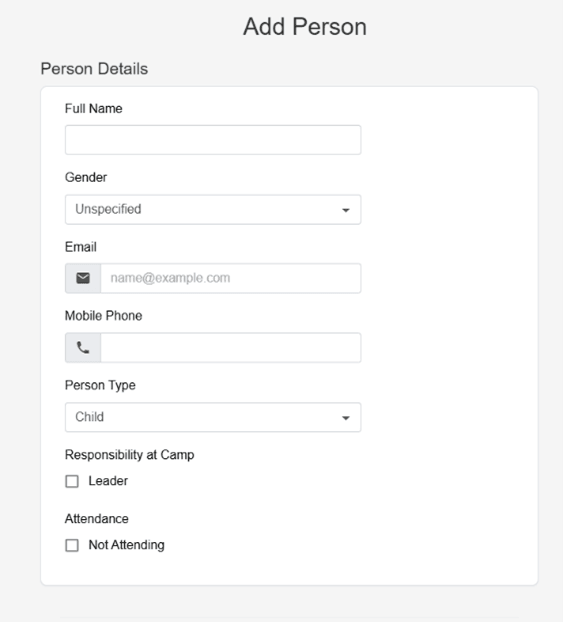 Add Person
Person Details
Full Name
Gender
Unspecified
Email
name@example.com
Mobile Phone
Person Type
Child
Responsibility at Camp
Leader
Attendance
Not Attending